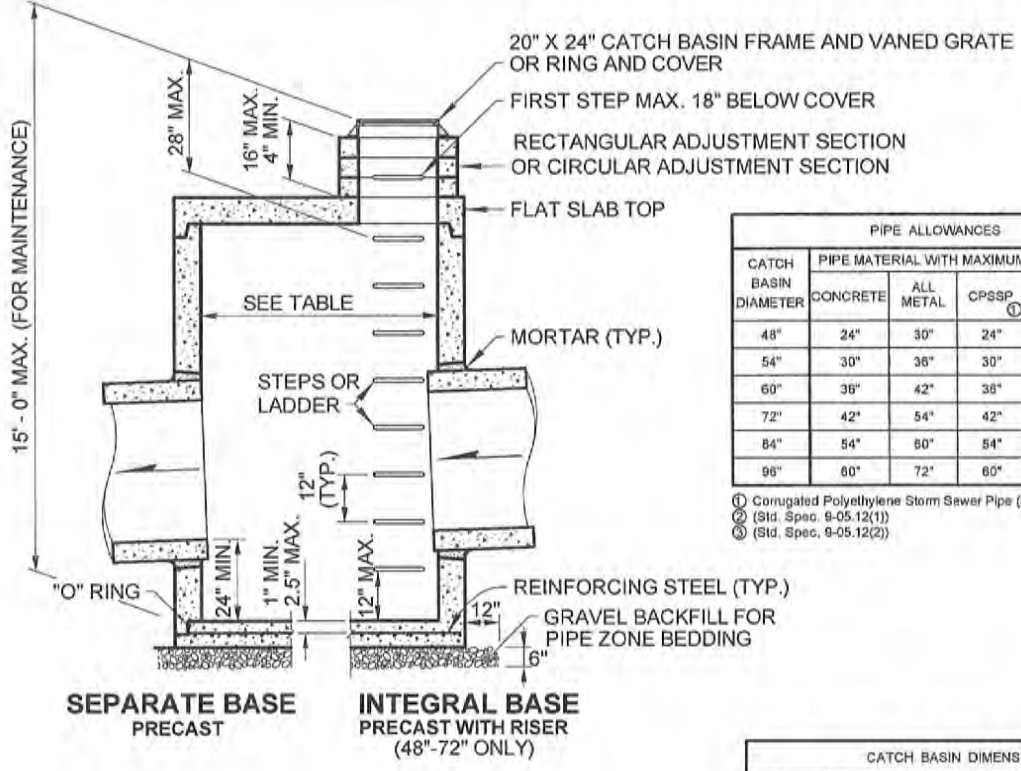 20" X 24" CATCH BASIN FRAME AND VANED GRATE
OR RING AND COVER
FIRST STEP MAX. 18" BELOW COVER
RECTANGULAR ADJUSTMENT SECTION
OR CIRCULAR ADJUSTMENT SECTION
FLAT SLAB TOP
28" MAX.
16" MAX.
4" MIN.
15' - 0" MAX. (FOR MAINTENANCE)
SEE TABLE
MORTAR (TYP.)
STEPS OR
LADDER
12"
(TYP.)
"O" RING
24" MIN.
1" MIN.
2.5" MAX.
12" MAX.
REINFORCING STEEL (TYP.)
12"
GRAVEL BACKFILL FOR
PIPE ZONE BEDDING
6"
SEPARATE BASE
PRECAST
INTEGRAL BASE
PRECAST WITH RISER
(48"-72" ONLY)
PIPE ALLOWANCES
CATCH BASIN DIAMETER PIPE MATERIAL WITH MAXIMUM
CONCRETE ALL METAL CPSSP ①
48" 24" 30" 24"
54" 30" 36" 30"
60" 36" 42" 36"
72" 42" 54" 42"
84" 54" 60" 54"
96" 60" 72" 60"
① Corrugated Polyethylene Storm Sewer Pipe (
② (Std. Spec. 9-05.12(1))
③ (Std. Spec. 9-05.12(2))
CATCH BASIN DIMENS